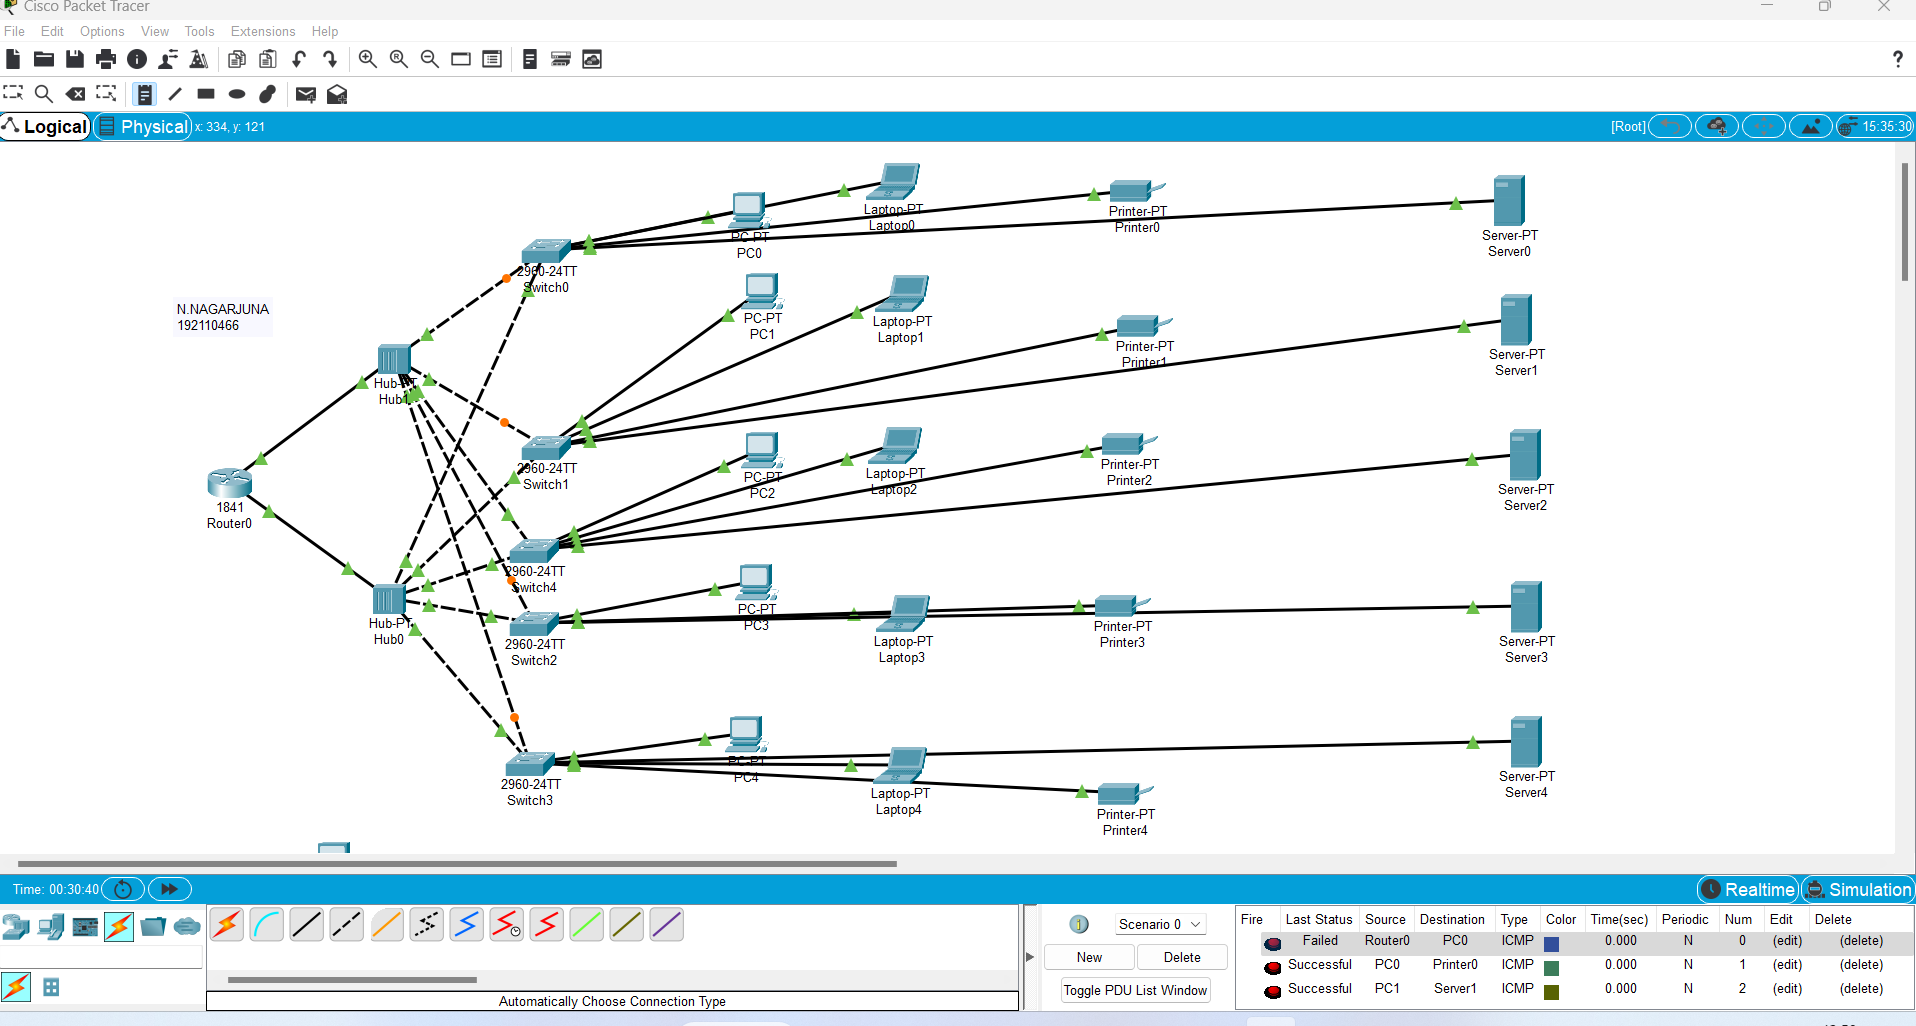 Cisco Packet Tracer
File Edit Options View Tools Extensions Help
?
Logical Physical x: 334, y: 121 [Root] 15:35:30
N.NAGARJUNA
192110466
PC-PT
PC0
Laptop-PT
Laptop0
Printer-PT
Printer0
Server-PT
Server0
2960-24TT
Switch0
PC-PT
PC1
Laptop-PT
Laptop1
Printer-PT
Printer1
Server-PT
Server1
Hub-PT
Hub1
2960-24TT
Switch1
PC-PT
PC2
Laptop-PT
Laptop2
Printer-PT
Printer2
Server-PT
Server2
1841
Router0
2960-24TT
Switch4
PC-PT
PC3
Laptop-PT
Laptop3
Printer-PT
Printer3
Server-PT
Server3
Hub-PT
Hub0
2960-24TT
Switch2
PC-PT
PC4
2960-24TT
Switch3
Laptop-PT
Laptop4
Printer-PT
Printer4
Server-PT
Server4
Time: 00:30:40 Realtime Simulation
Scenario 0
New Delete
Toggle PDU List Window
Automatically Choose Connection Type
Fire Last Status Source Destination Type Color Time(sec) Periodic Num Edit Delete
Failed Router0 PC0 ICMP 0.000 N 0 (edit) (delete)
Successful PC0 Printer0 ICMP 0.000 N 1 (edit) (delete)
Successful PC1 Server1 ICMP 0.000 N 2 (edit) (delete)